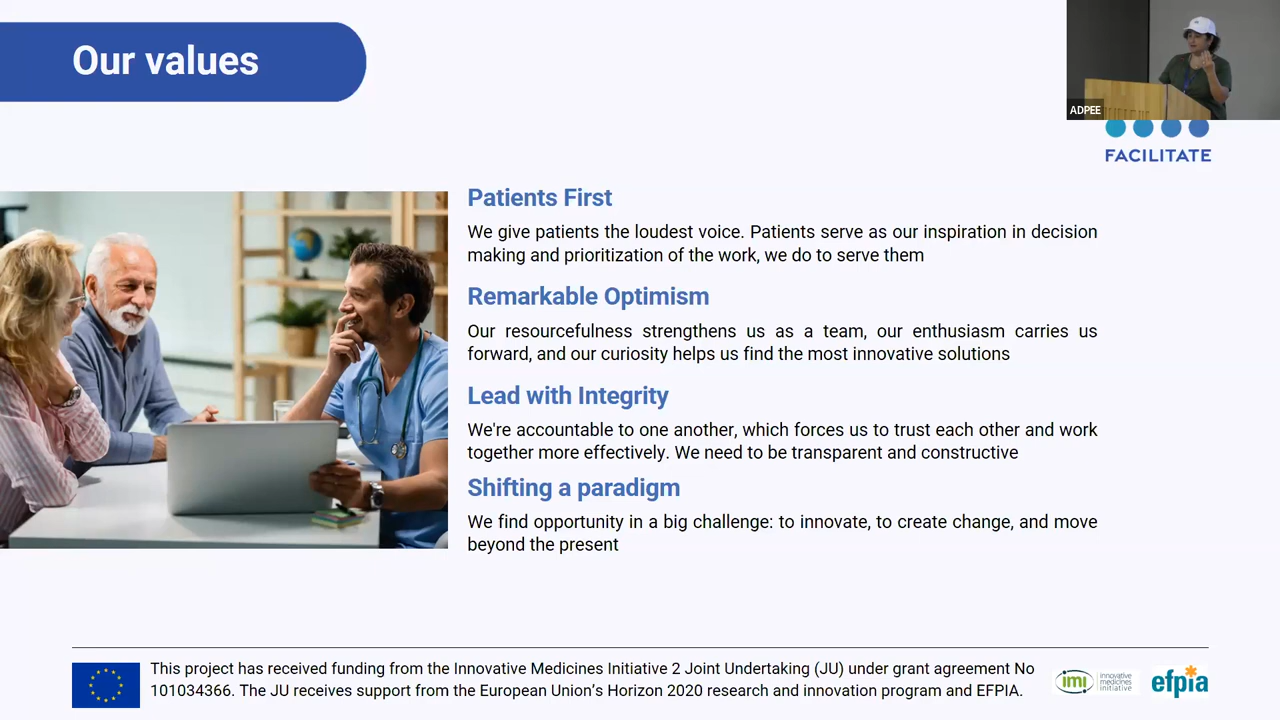 Our values
ADPEE
FACILITATE
Patients First
We give patients the loudest voice. Patients serve as our inspiration in decision
making and prioritization of the work, we do to serve them
Remarkable Optimism
Our resourcefulness strengthens us as a team, our enthusiasm carries us
forward, and our curiosity helps us find the most innovative solutions
Lead with Integrity
We're accountable to one another, which forces us to trust each other and work
together more effectively. We need to be transparent and constructive
Shifting a paradigm
We find opportunity in a big challenge: to innovate, to create change, and move
beyond the present
This project has received funding from the Innovative Medicines Initiative 2 Joint Undertaking (JU) under grant agreement No
101034366. The JU receives support from the European Union’s Horizon 2020 research and innovation program and EFPIA.
imi
innovative
medicines
initiative
efpia